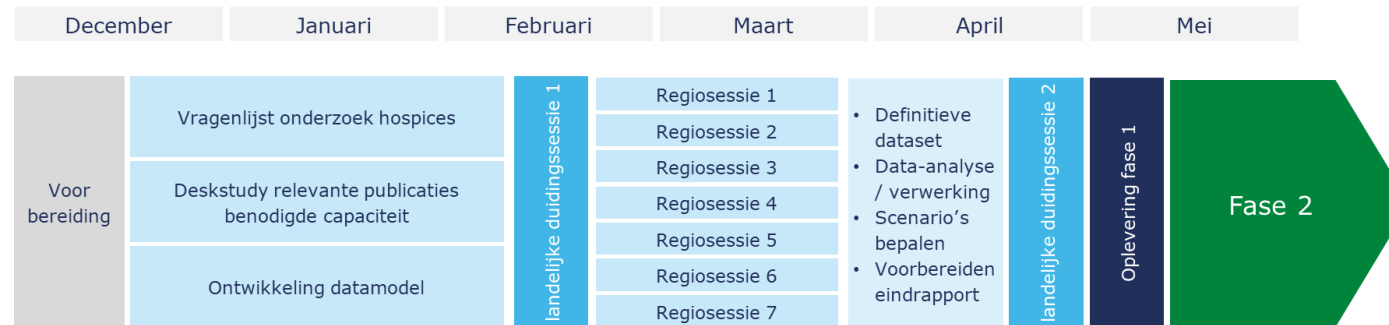 December
Januari
Februari
Maart
April
Mei
Voor
bereiding
Vragenlijst onderzoek hospices
Deskstudy relevante publicaties
benodigde capaciteit
Ontwikkeling datamodel
landelijke duidingssessie 1
Regiosessie 1
Regiosessie 2
Regiosessie 3
Regiosessie 4
Regiosessie 5
Regiosessie 6
Regiosessie 7
• Definitieve
dataset
• Data-analyse
/ verwerking
• Scenario's
bepalen
• Voorbereiden
eindrapport
landelijke duidingssessie 2
Oplevering fase 1
Fase 2